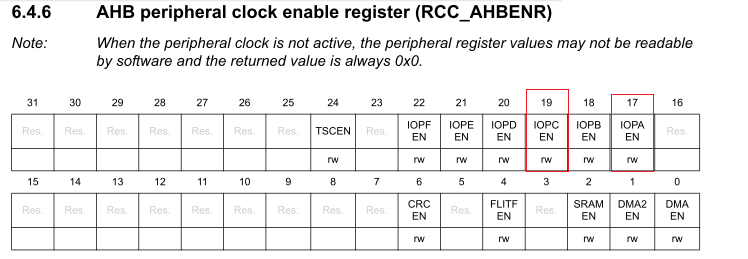 6.4.6 AHB peripheral clock enable register (RCC_AHBENR)
Note: When the peripheral clock is not active, the peripheral register values may not be readable
by software and the returned value is always 0x0.
31 30 29 28 27 26 25 24 23 22 21 20 19 18 17 16
Res. Res. Res. Res. Res. Res. Res. TSCEN Res. IOPF EN IOPE EN IOPD EN IOPC EN IOPB EN IOPA EN Res.
rw rw rw rw rw rw rw
15 14 13 12 11 10 9 8 7 6 5 4 3 2 1 0
Res. Res. Res. Res. Res. Res. Res. Res. Res. CRC EN Res. FLITF EN Res. SRAM EN DMA2 EN DMA EN
rw rw rw rw rw